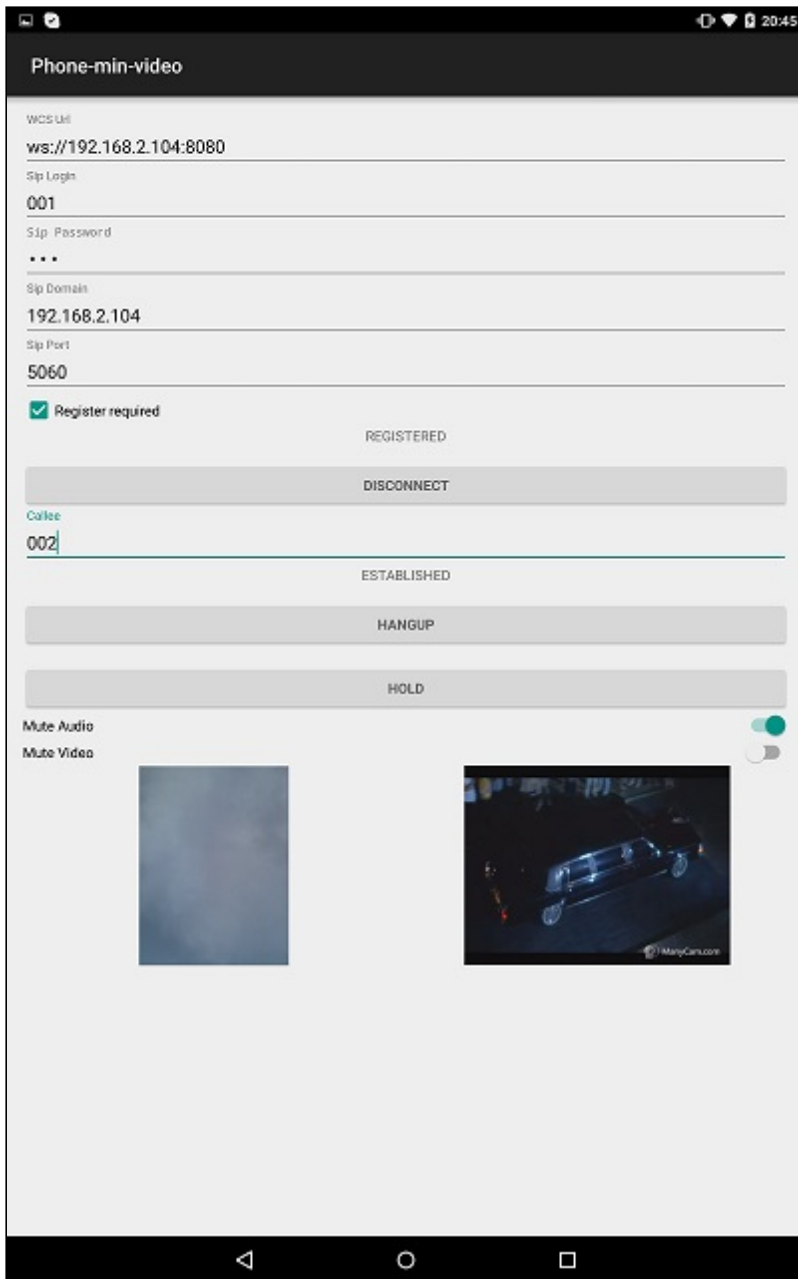 20:45
Phone-min-video
WCS Url
ws://192.168.2.104:8080
Sip Login
001
Sip Password
•••
Sip Domain
192.168.2.104
Sip Port
5060
Register required
REGISTERED
DISCONNECT
Callee
002
ESTABLISHED
HANGUP
HOLD
Mute Audio
Mute Video
ManyCam.com